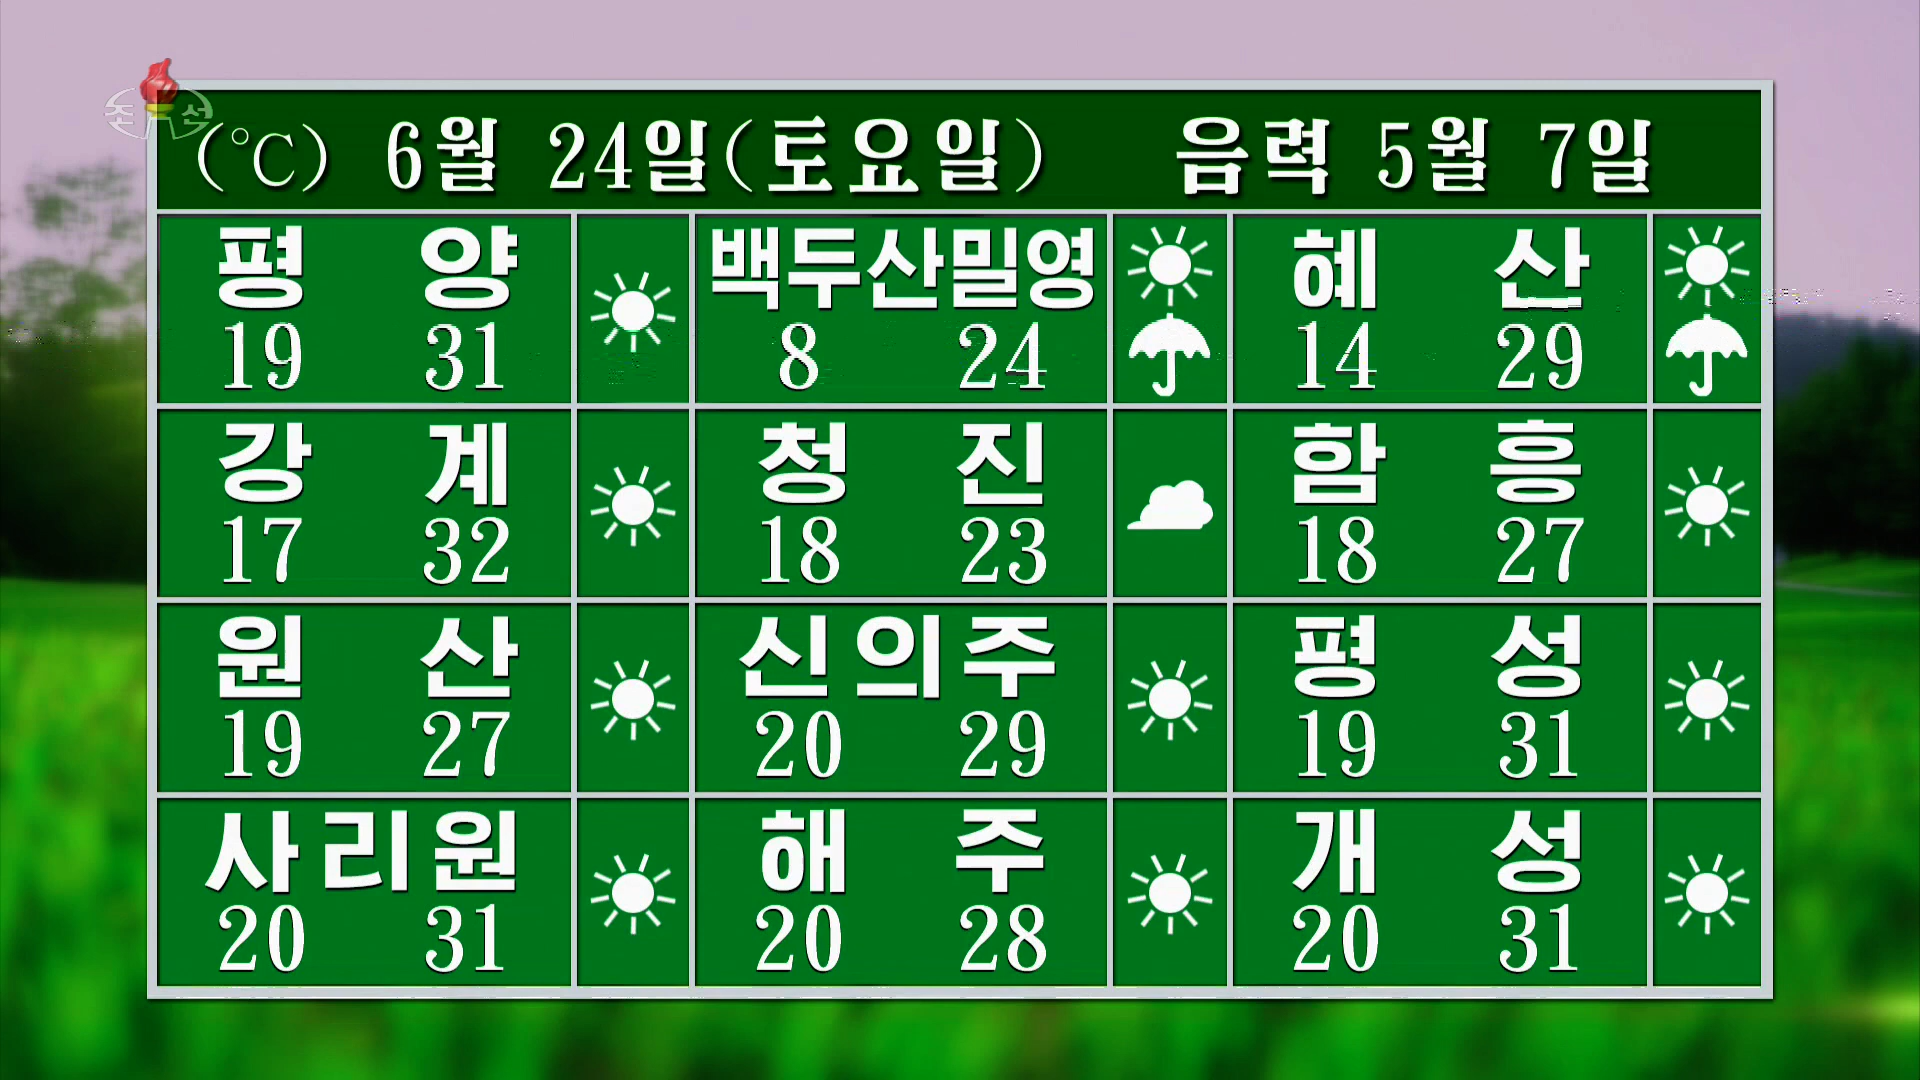 조선
(℃) 6월 24일(토요일) 음력 5월 7일
평양 백두산밀영 혜산
19 31 8 24 14 29
강계 청진 함흥
17 32 18 23 18 27
원산 신의주 평성
19 27 20 29 19 31
사리원 해주 개성
20 31 20 28 20 31